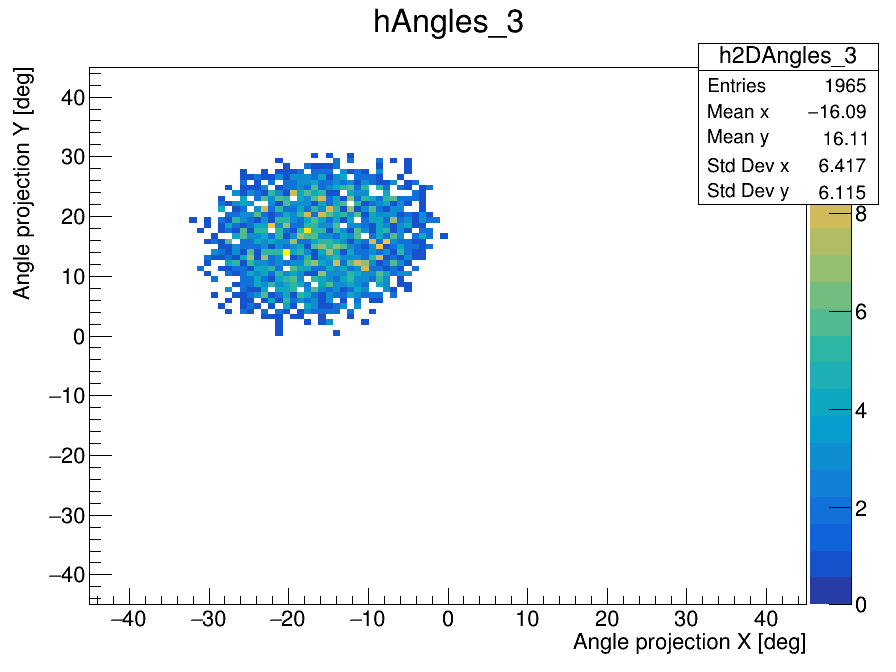 hAngles_3
h2DAngles_3
Entries 1965
Mean x −16.09
Mean y 16.11
Std Dev x 6.417
Std Dev y 6.115
Angle projection Y [deg]
40
30
20
10
0
−10
−20
−30
−40
−40 −30 −20 −10 0 10 20 30 40
Angle projection X [deg]
8
6
4
2
0